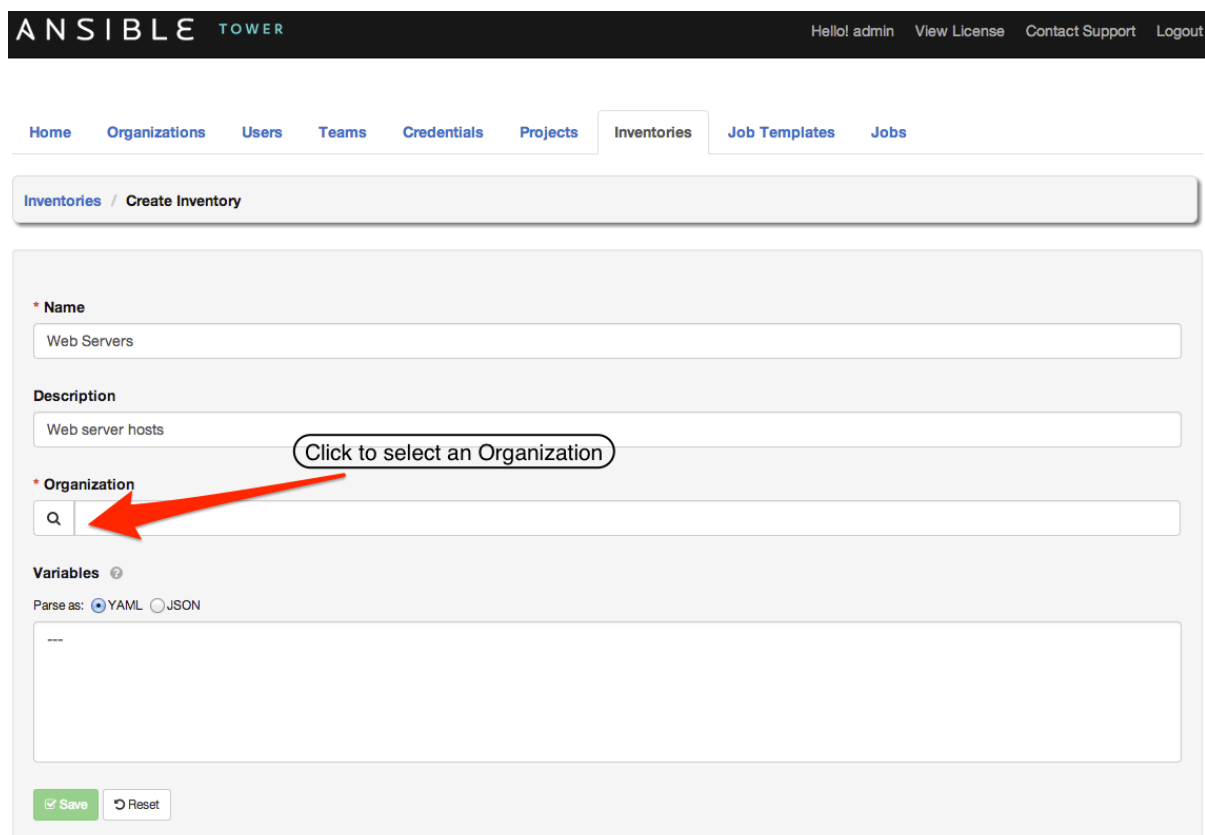 ANSIBLE TOWER Hello! admin View License Contact Support Logout
Home Organizations Users Teams Credentials Projects Inventories Job Templates Jobs
Inventories / Create Inventory
* Name
Web Servers
Description
Web server hosts
Click to select an Organization
* Organization
Variables ?
Parse as: YAML JSON
---
Save Reset